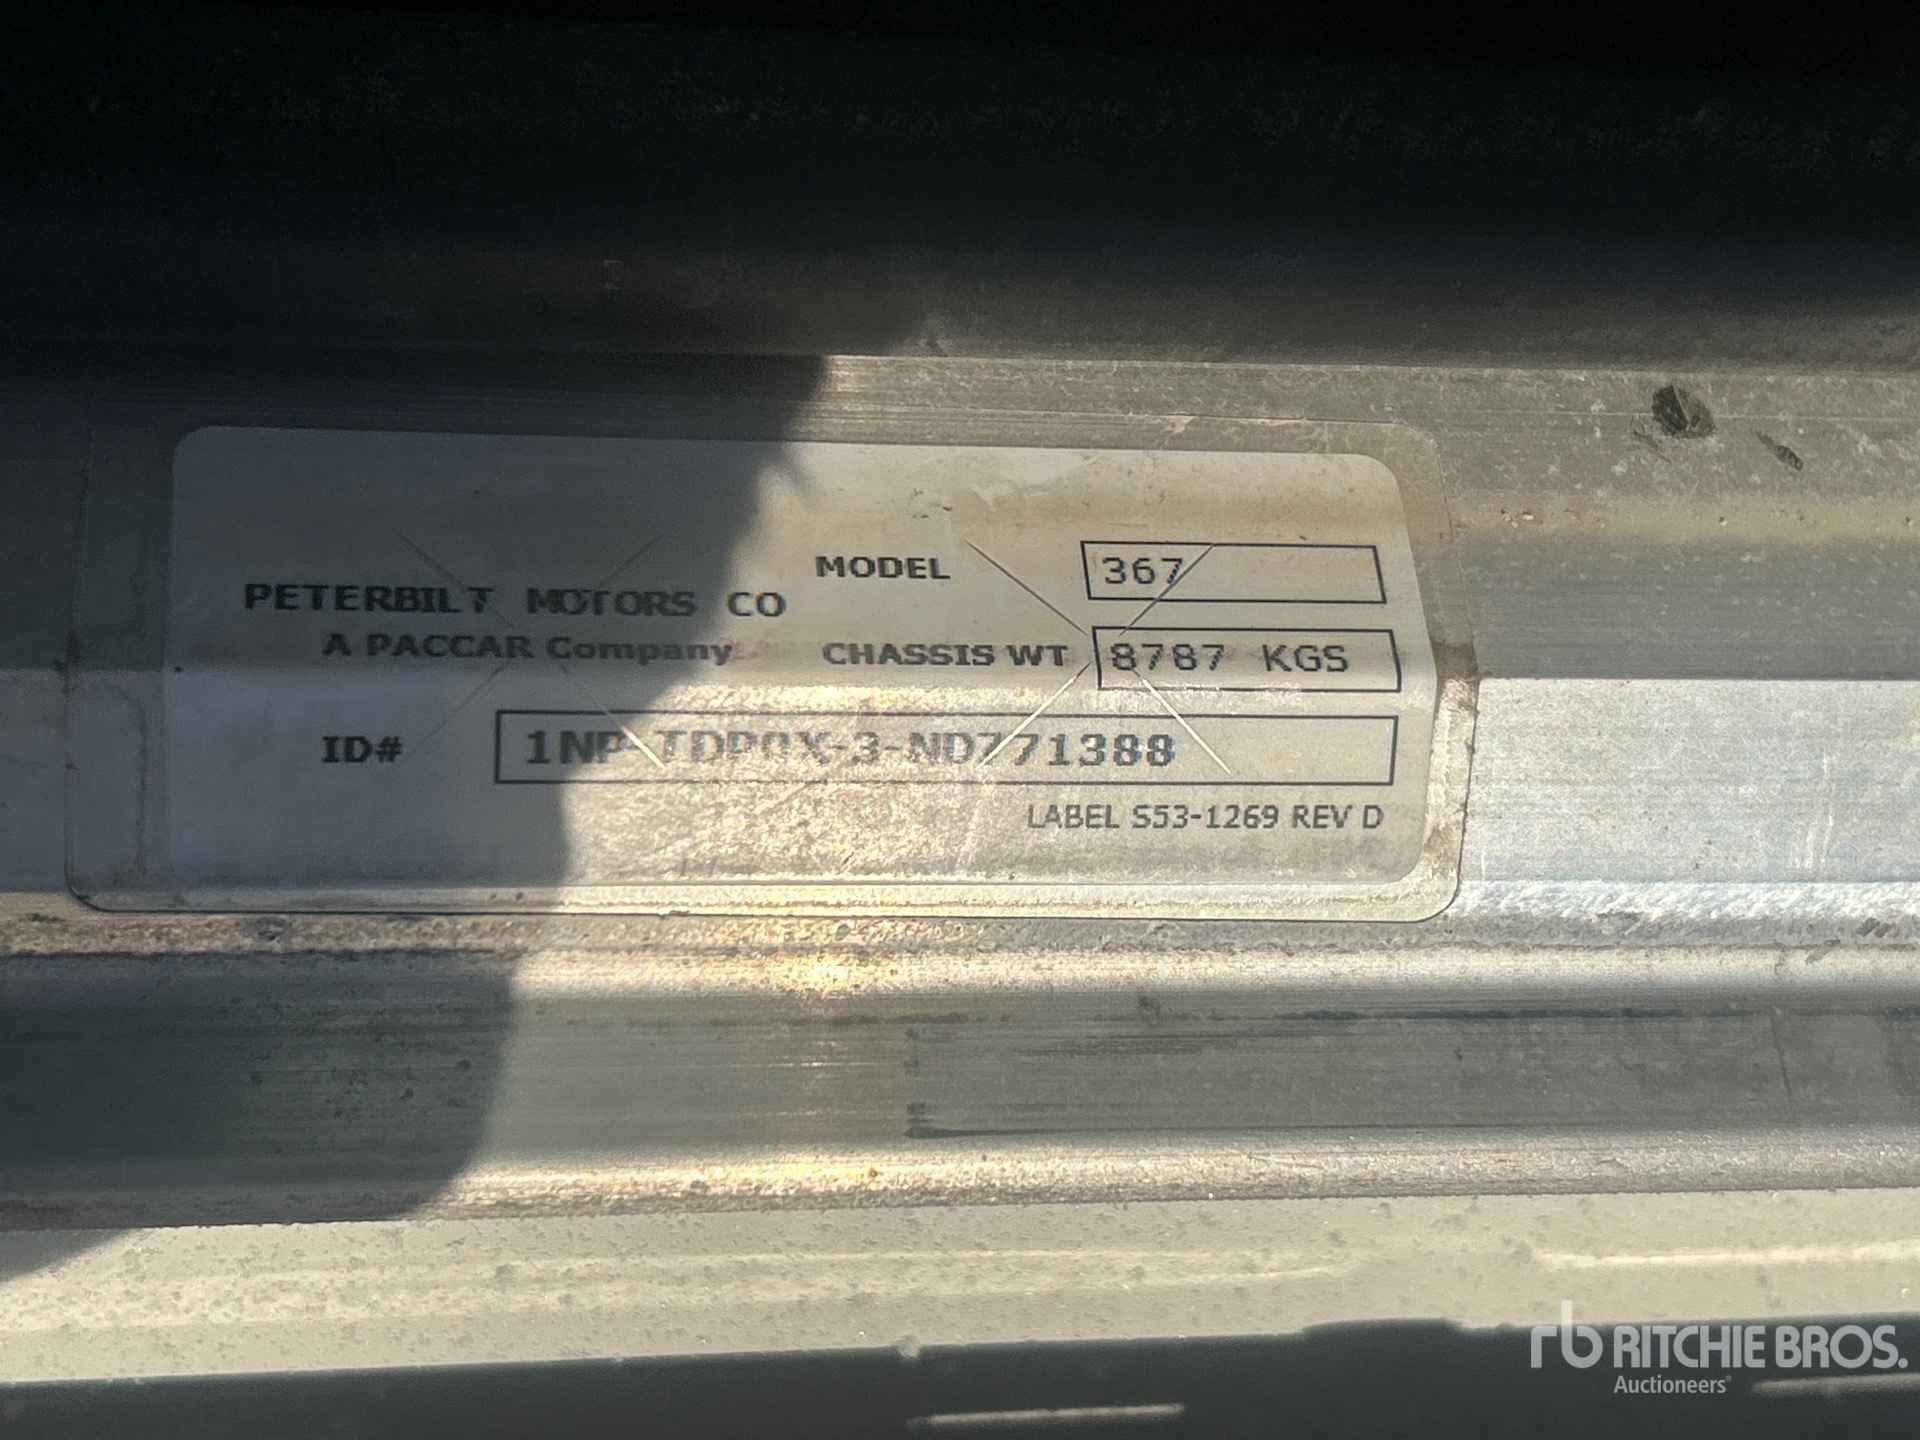 PETERBILT MOTORS CO
A PACCAR Company
MODEL 367
CHASSIS WT 8787 KGS
ID# 1NP-TDP0X-3-ND771388
LABEL S53-1269 REV D
rb RITCHIE BROS.
Auctioneers®